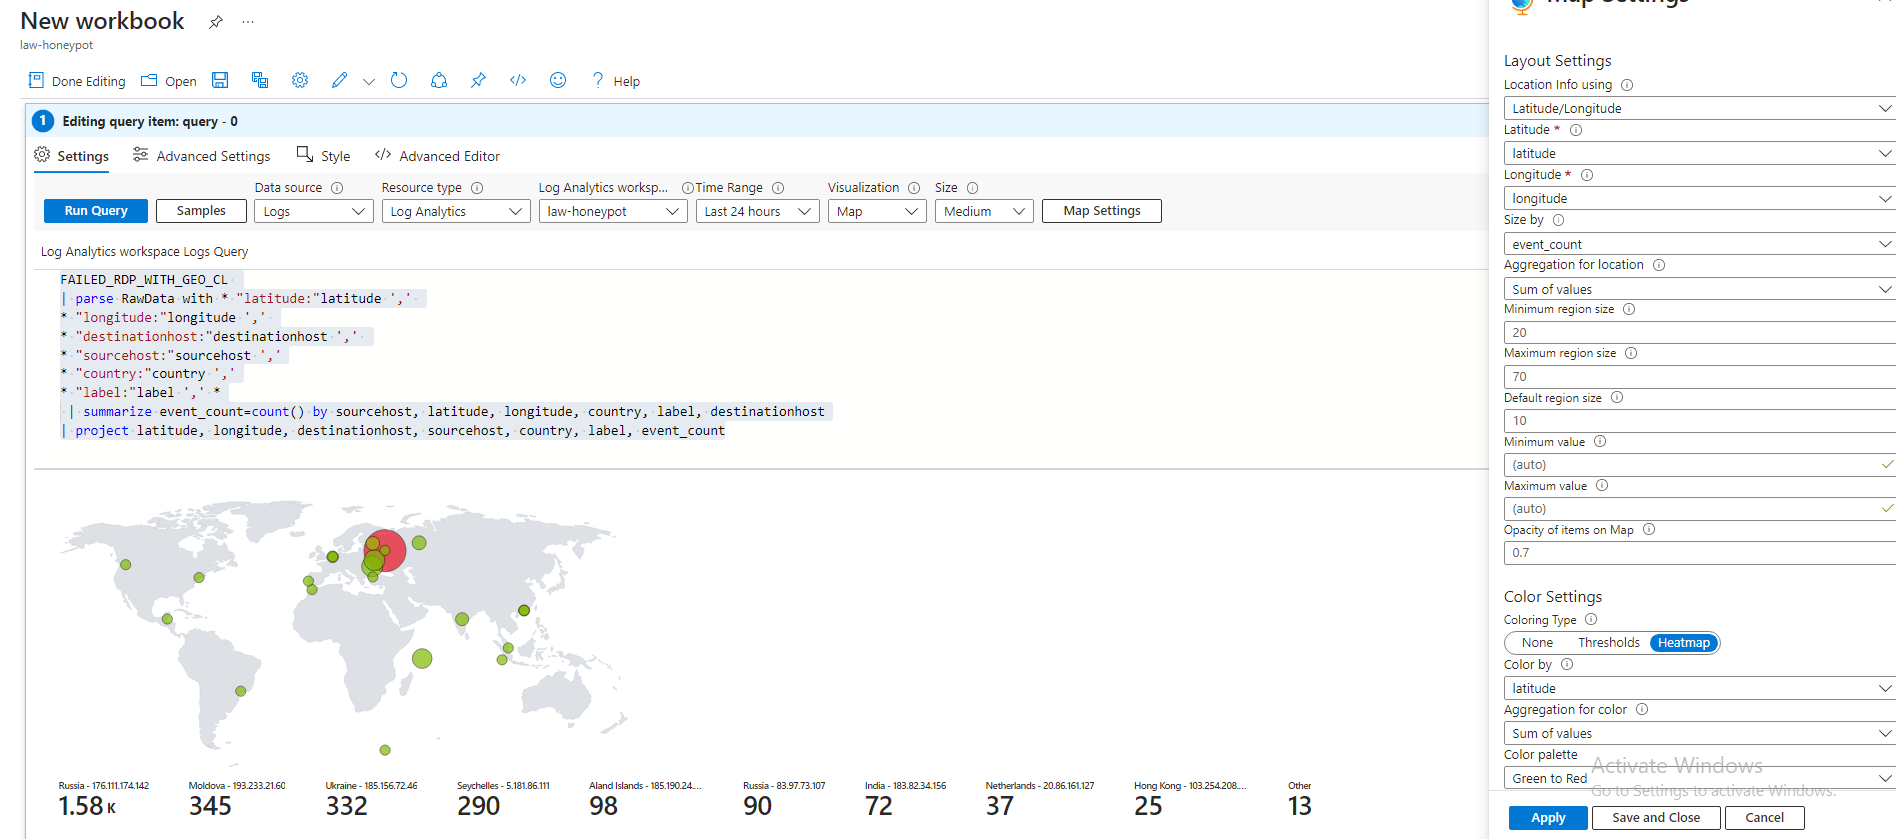 New workbook
law-honeypot
Done Editing Open Help
1 Editing query item: query - 0
Settings Advanced Settings Style Advanced Editor
Data source Resource type Log Analytics worksp... Time Range Visualization Size
Run Query Samples Logs Log Analytics law-honeypot Last 24 hours Map Medium Map Settings
Log Analytics workspace Logs Query
FAILED_RDP_WITH_GEO_CL
| parse RawData with * "latitude:"latitude ','
* "longitude:"longitude ','
* "destinationhost:"destinationhost ','
* "sourcehost:"sourcehost ','
* "country:"country ','
* "label:"label ',' *
| summarize event_count=count() by sourcehost, latitude, longitude, country, label, destinationhost
| project latitude, longitude, destinationhost, sourcehost, country, label, event_count
Russia - 176.111.174.142
1.58 K
Moldova - 193.233.21.60
345
Ukraine - 185.156.72.46
332
Seychelles - 5.181.86.111
290
Aland Islands - 185.190.24....
98
Russia - 83.97.73.107
90
India - 183.82.34.156
72
Netherlands - 20.86.161.127
37
Hong Kong - 103.254.208....
25
Other
13
Map Settings
Layout Settings
Location Info using
Latitude/Longitude
Latitude *
latitude
Longitude *
longitude
Size by
event_count
Aggregation for location
Sum of values
Minimum region size
20
Maximum region size
70
Default region size
10
Minimum value
(auto)
Maximum value
(auto)
Opacity of items on Map
0.7
Color Settings
Coloring Type
None Thresholds Heatmap
Color by
latitude
Aggregation for color
Sum of values
Color palette
Green to Red
Activate Windows
Go to Settings to activate Windows.
Apply Save and Close Cancel